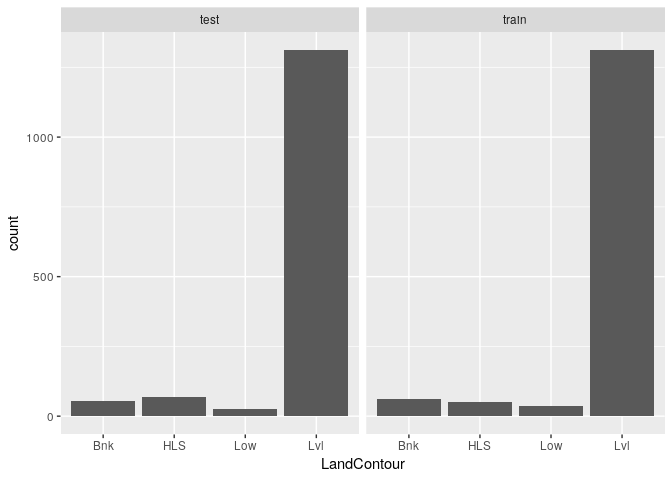 test train
count
1000
500
0
Bnk HLS Low Lvl Bnk HLS Low Lvl
LandContour